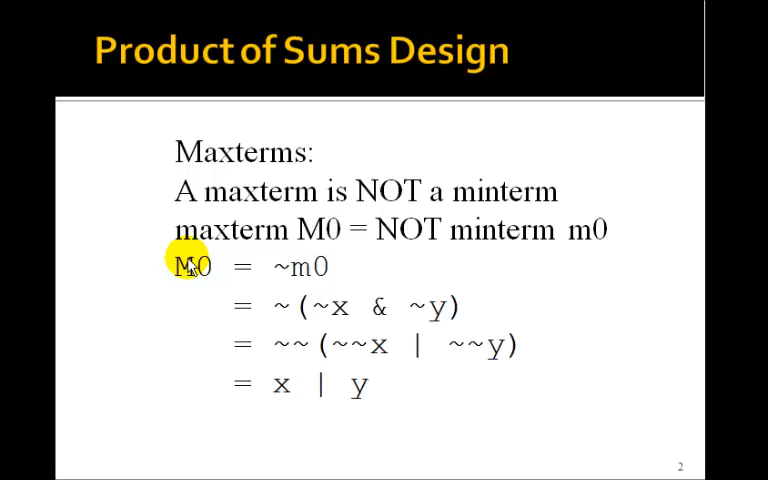 Product of Sums Design
Maxterms:
A maxterm is NOT a minterm
maxterm M0 = NOT minterm m0
M0 = ~m0
= ~(~x & ~y)
= ~~(~~x | ~~y)
= x | y
2